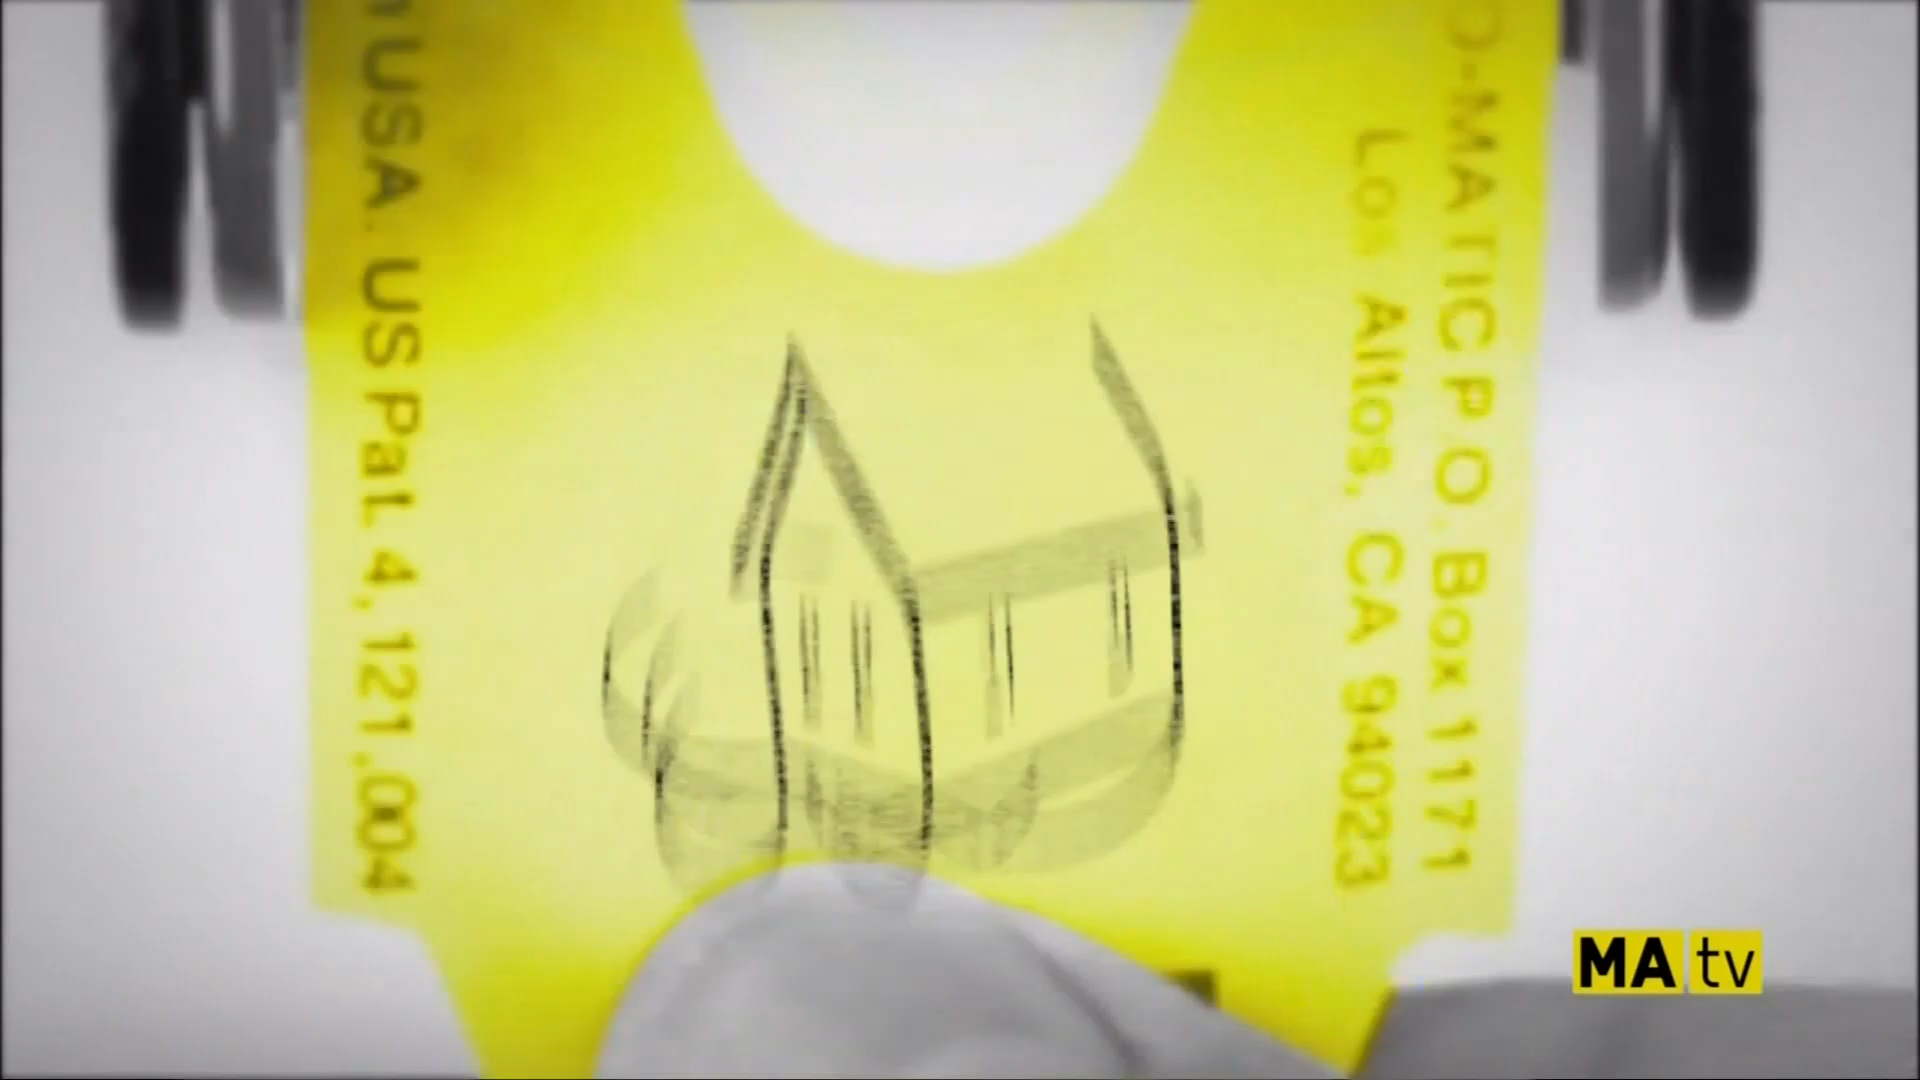 n USA. US Pat. 4,121,004
O-MATIC P.O. Box 1171
Los Altos, CA 94023
MA tv